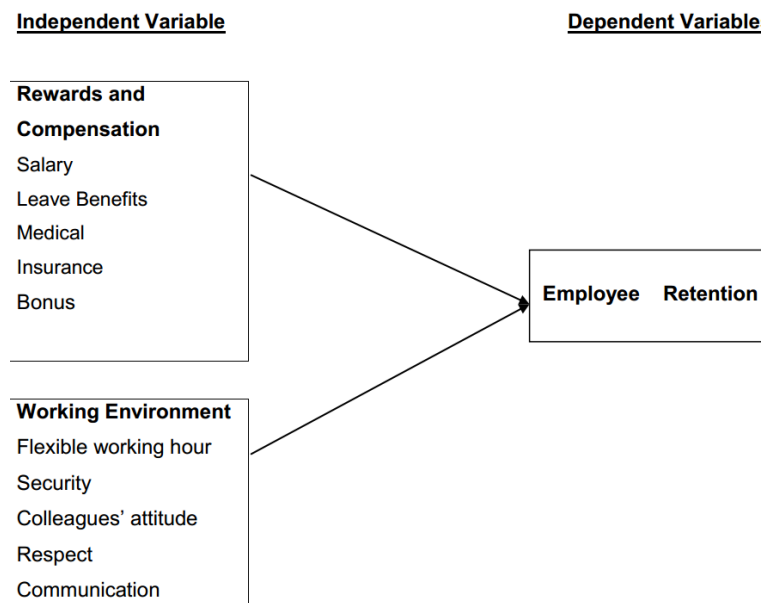 Independent Variable
Dependent Variable
Rewards and
Compensation
Salary
Leave Benefits
Medical
Insurance
Bonus
Employee Retention
Working Environment
Flexible working hour
Security
Colleagues’ attitude
Respect
Communication